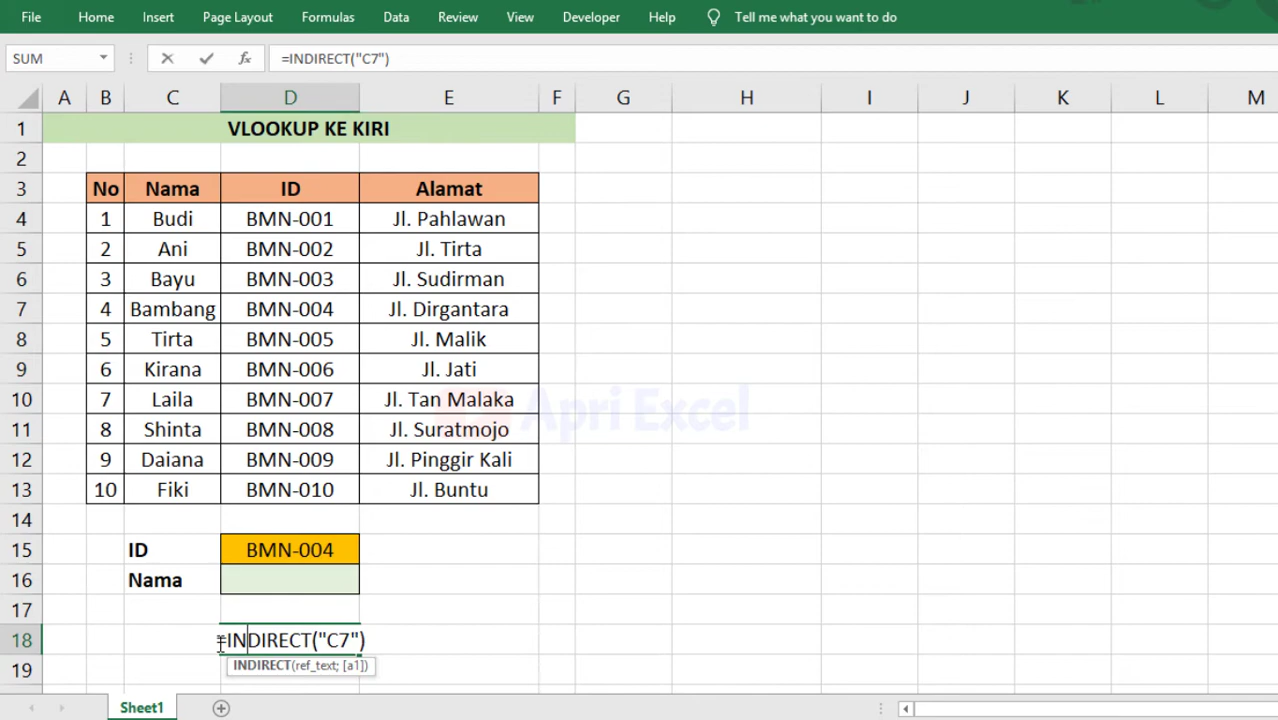 File Home Insert Page Layout Formulas Data Review View Developer Help Tell me what you want to do
SUM fx =INDIRECT("C7")
A B C D E F G H I J K L M
1 VLOOKUP KE KIRI
2
3 No Nama ID Alamat
4 1 Budi BMN-001 Jl. Pahlawan
5 2 Ani BMN-002 Jl. Tirta
6 3 Bayu BMN-003 Jl. Sudirman
7 4 Bambang BMN-004 Jl. Dirgantara
8 5 Tirta BMN-005 Jl. Malik
9 6 Kirana BMN-006 Jl. Jati
10 7 Laila BMN-007 Jl. Tan Malaka
Apri Excel
11 8 Shinta BMN-008 Jl. Suratmojo
12 9 Daiana BMN-009 Jl. Pinggir Kali
13 10 Fiki BMN-010 Jl. Buntu
14
15 ID BMN-004
16 Nama
17
18 =INDIRECT("C7")
19 INDIRECT(ref_text; [a1])
Sheet1